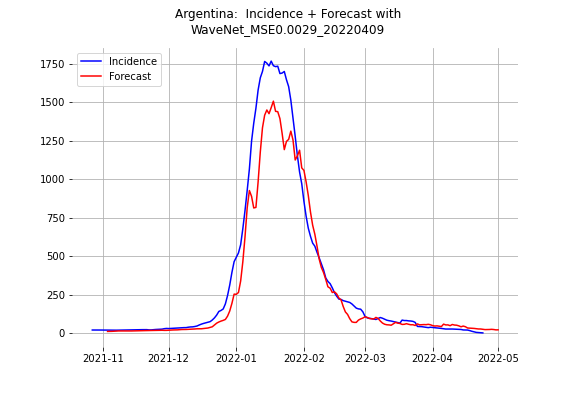 Argentina:  Incidence + Forecast with
WaveNet_MSE0.0029_20220409
Incidence
Forecast
1750
1500
1250
1000
750
500
250
0
2021-11 2021-12 2022-01 2022-02 2022-03 2022-04 2022-05